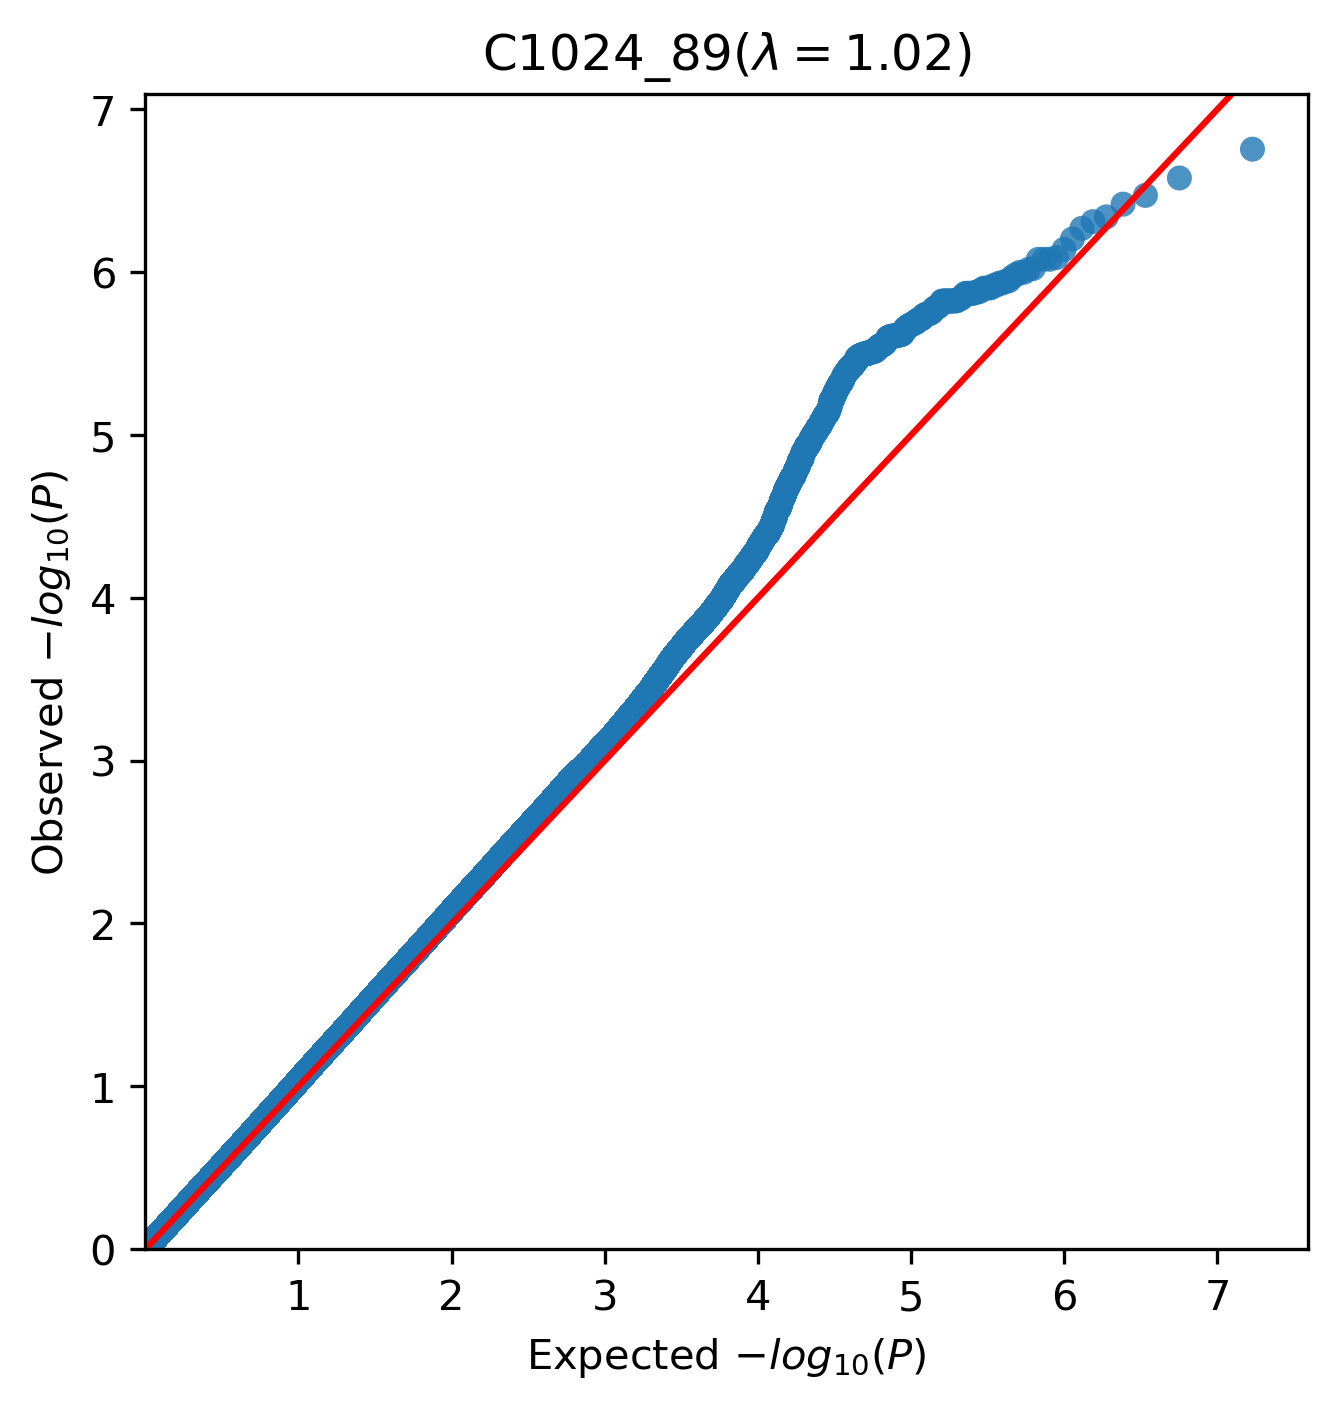 C1024_89(λ = 1.02)
Observed −log₁₀(P)
7
6
5
4
3
2
1
0
1 2 3 4 5 6 7
Expected −log₁₀(P)